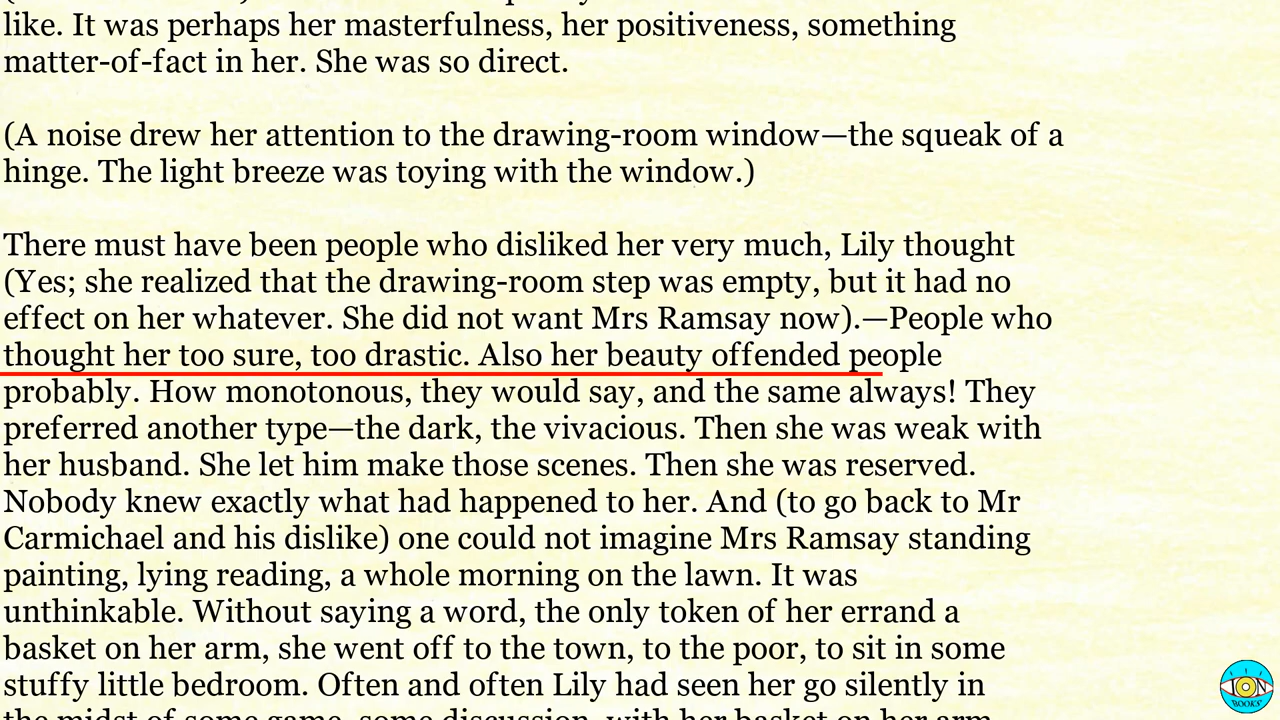 like. It was perhaps her masterfulness, her positiveness, something
matter-of-fact in her. She was so direct.
(A noise drew her attention to the drawing-room window—the squeak of a
hinge. The light breeze was toying with the window.)
There must have been people who disliked her very much, Lily thought
(Yes; she realized that the drawing-room step was empty, but it had no
effect on her whatever. She did not want Mrs Ramsay now).—People who
thought her too sure, too drastic. Also her beauty offended people
probably. How monotonous, they would say, and the same always! They
preferred another type—the dark, the vivacious. Then she was weak with
her husband. She let him make those scenes. Then she was reserved.
Nobody knew exactly what had happened to her. And (to go back to Mr
Carmichael and his dislike) one could not imagine Mrs Ramsay standing
painting, lying reading, a whole morning on the lawn. It was
unthinkable. Without saying a word, the only token of her errand a
basket on her arm, she went off to the town, to the poor, to sit in some
stuffy little bedroom. Often and often Lily had seen her go silently in
the midst of some game, some discussion, with her basket on her arm,
ION
BOOKS